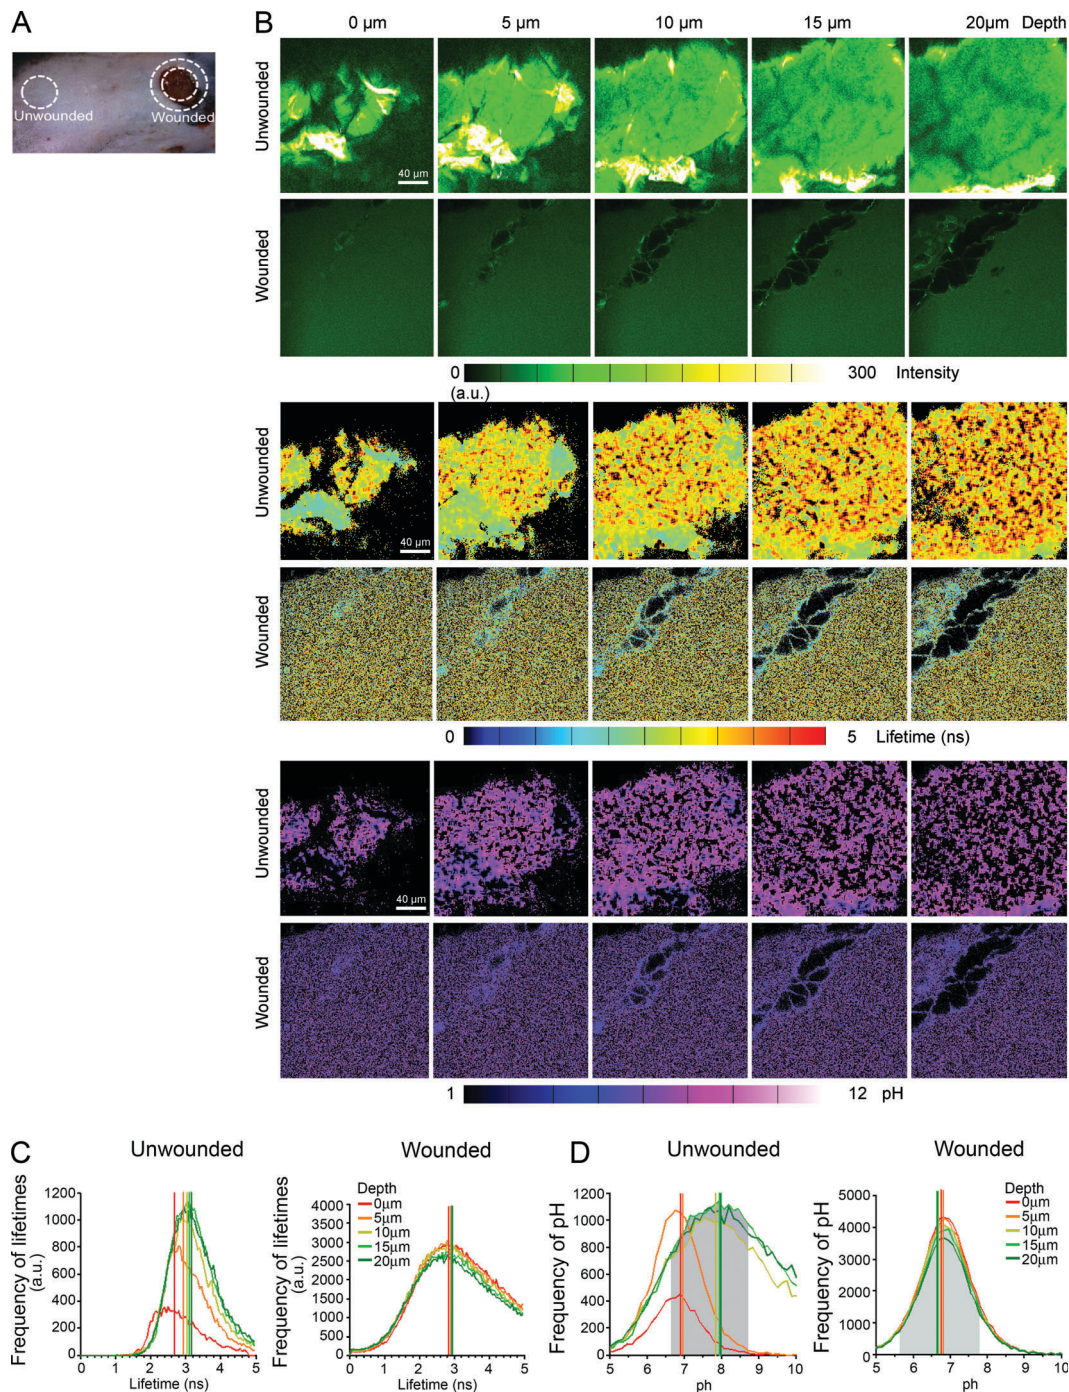 A
Unwounded
Wounded
B
0 µm
5 µm
10 µm
15 µm
20µm
Depth
Unwounded
40 µm
Wounded
0
(a.u.)
300
Intensity
Unwounded
40 µm
Wounded
0
5
Lifetime (ns)
Unwounded
40 µm
Wounded
1
12
pH
C
Unwounded
Frequency of lifetimes
(a.u.)
1200
1000
800
600
400
200
0
0 1 2 3 4 5
Lifetime (ns)
Wounded
Frequency of lifetimes
(a.u.)
4000
3500
3000
2500
2000
1500
1000
500
0
0 1 2 3 4 5
Lifetime (ns)
Depth
0µm
5µm
10µm
15µm
20µm
D
Unwounded
Frequency of pH
1200
1000
800
600
400
200
0
5 6 7 8 9 10
ph
Wounded
Frequency of pH
5000
4000
3000
2000
1000
0
5 6 7 8 9 10
ph
Depth
0µm
5µm
10µm
15µm
20µm